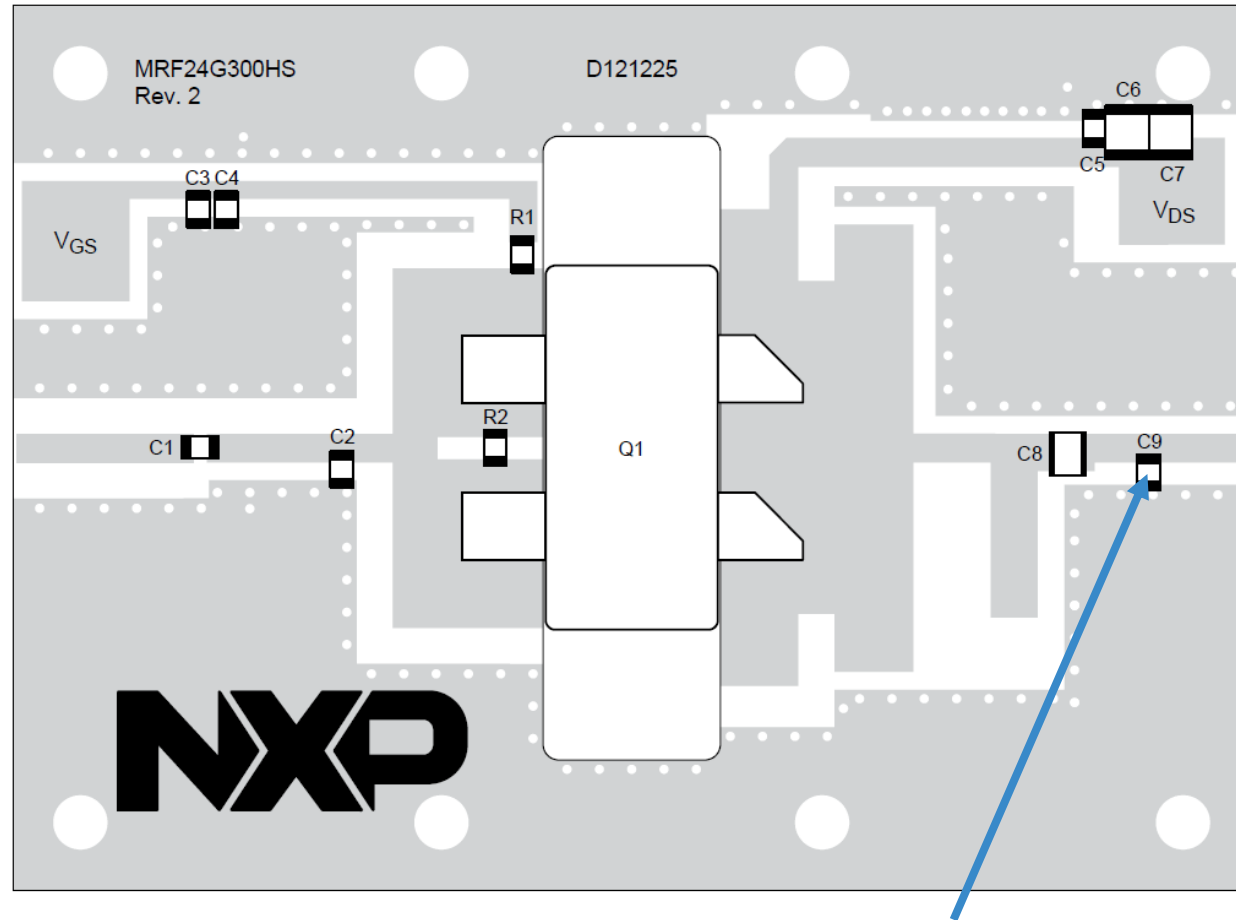 MRF24G300HS
Rev. 2
D121225
C6
C5
C7
VDS
C3 C4
R1
VGS
C1
C2
R2
Q1
C8
C9
NXP